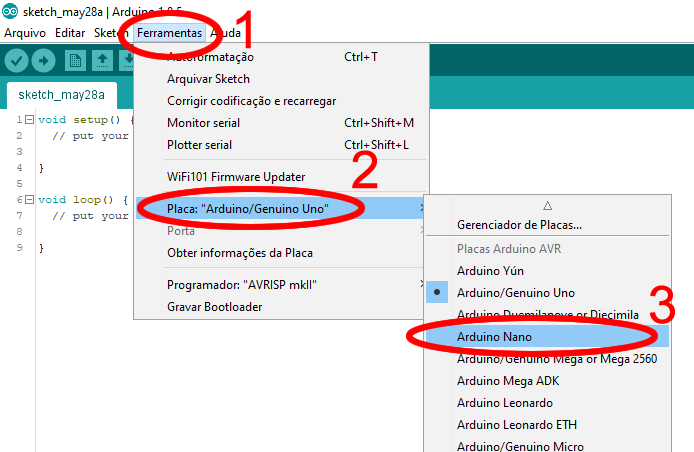 sketch_may28a | Arduino 1.8.5
Arquivo Editar Sketch Ferramentas Ajuda
1
Autoformatação Ctrl+T
Arquivar Sketch
Corrigir codificação e recarregar
Monitor serial Ctrl+Shift+M
Plotter serial Ctrl+Shift+L
WiFi101 Firmware Updater
2
Placa: "Arduino/Genuino Uno"
Porta
Obter informações da Placa
Programador: "AVRISP mkII"
Gravar Bootloader
sketch_may28a
1 void setup() {
2 // put your
3
4 }
5
6 void loop() {
7 // put your
8
9 }
Gerenciador de Placas...
Placas Arduino AVR
Arduino Yún
Arduino/Genuino Uno
Arduino Duemilanove or Diecimila
3
Arduino Nano
Arduino/Genuino Mega or Mega 2560
Arduino Mega ADK
Arduino Leonardo
Arduino Leonardo ETH
Arduino/Genuino Micro